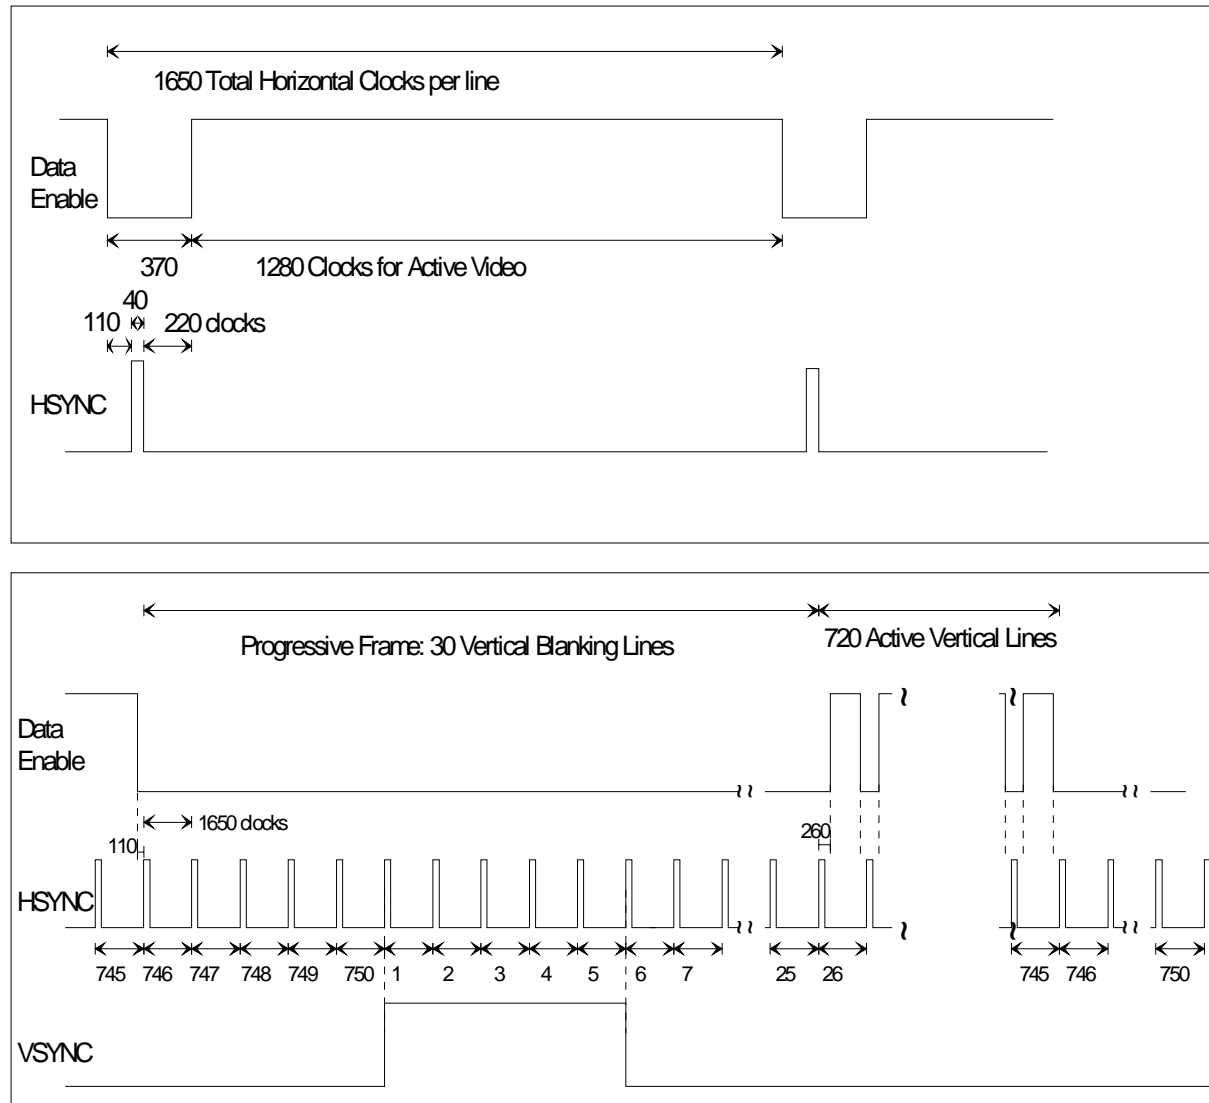 1650 Total Horizontal Clocks per line
Data
Enable
370
1280 Clocks for Active Video
40
110
220 clocks
HSYNC
Progressive Frame: 30 Vertical Blanking Lines
720 Active Vertical Lines
Data
Enable
1650 clocks
110
260
HSYNC
745 746 747 748 749 750 1 2 3 4 5 6 7 25 26 745 746 750
VSYNC